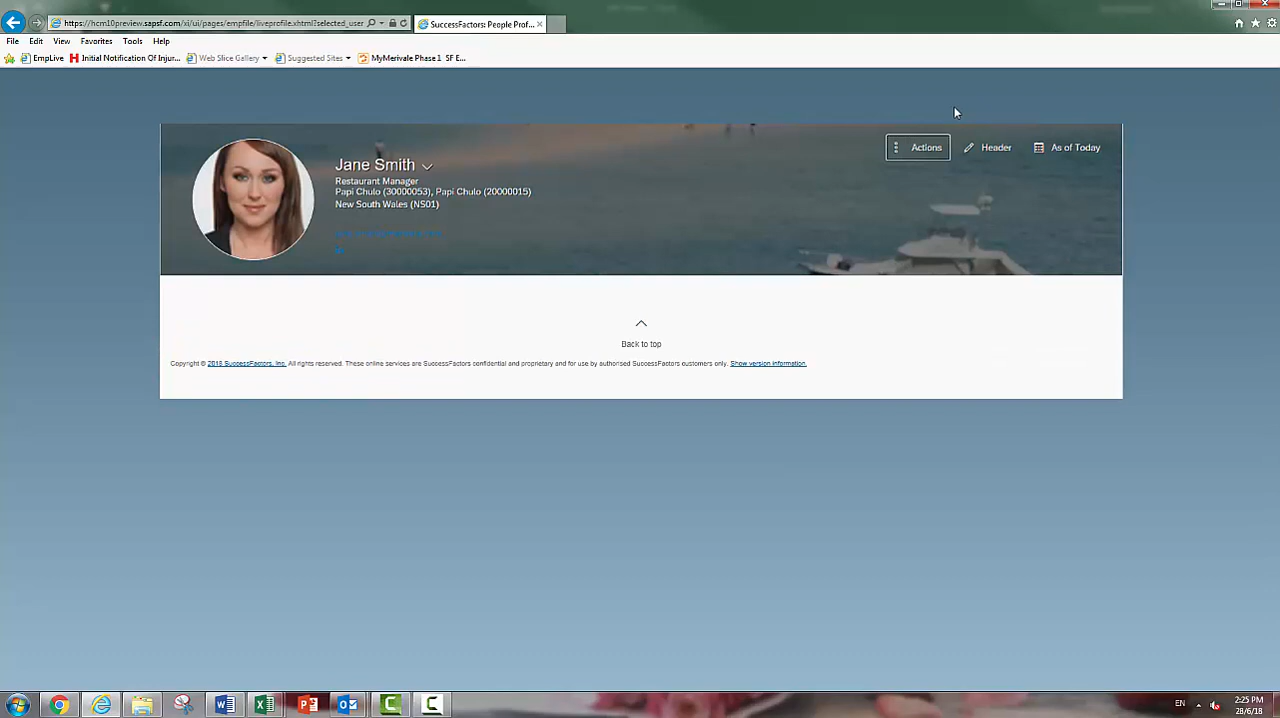 https://hcm10preview.sapsf.com/xi/ui/pages/empfile/liveprofile.xhtml?selected_user
SuccessFactors: People Prof...
File Edit View Favorites Tools Help
EmpLive Initial Notification Of Injur... Web Slice Gallery Suggested Sites MyMerivale Phase 1 SF E...
Actions Header As of Today
Jane Smith
Restaurant Manager
Papi Chulo (30000053), Papi Chulo (20000015)
New South Wales (NS01)
Back to top
Copyright © 2018 SuccessFactors, Inc. All rights reserved. These online services are SuccessFactors confidential and proprietary and for use by authorised SuccessFactors customers only. Show version information.
EN 2:25 PM
28/6/18